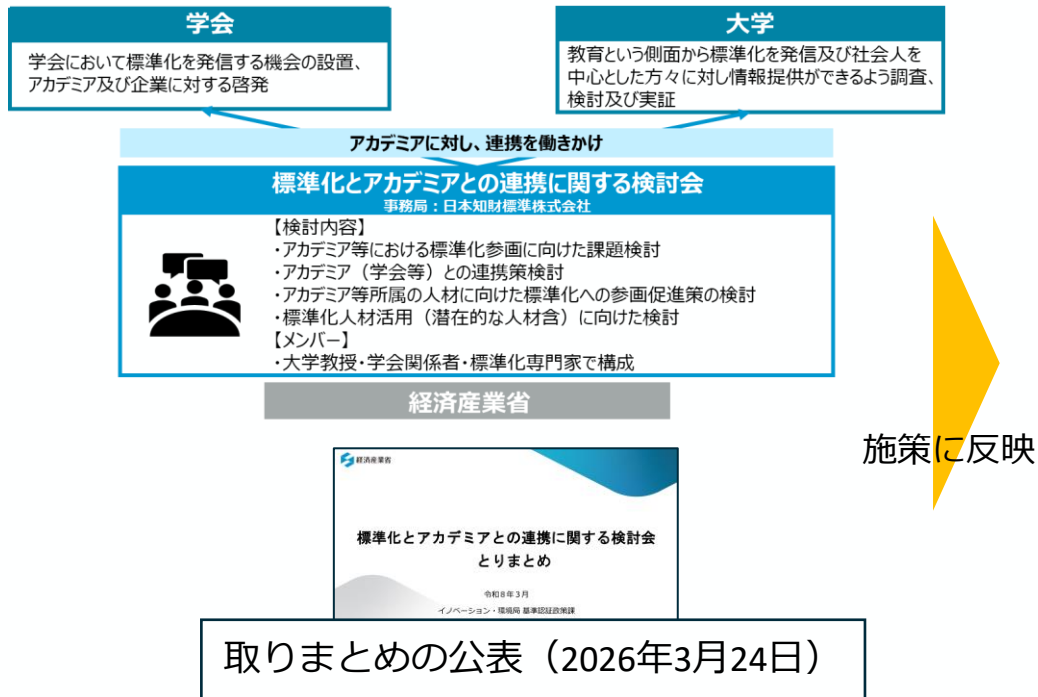 学会
学会において標準化を発信する機会の設置、
アカデミア及び企業に対する啓発
大学
教育という側面から標準化を発信及び社会人を
中心とした方々に対し情報提供ができるよう調査、
検討及び実証
アカデミアに対し、連携を働きかけ
標準化とアカデミアとの連携に関する検討会
事務局：日本知財標準株式会社
【検討内容】
・アカデミア等における標準化参画に向けた課題検討
・アカデミア（学会等）との連携策検討
・アカデミア等所属の人材に向けた標準化への参画促進策の検討
・標準化人材活用（潜在的な人材含）に向けた検討
【メンバー】
・大学教授・学会関係者・標準化専門家で構成
経済産業省
施策に反映
経済産業省
標準化とアカデミアとの連携に関する検討会
とりまとめ
令和８年３月
イノベーション・環境局 基準認証政策課
取りまとめの公表（2026年3月24日）